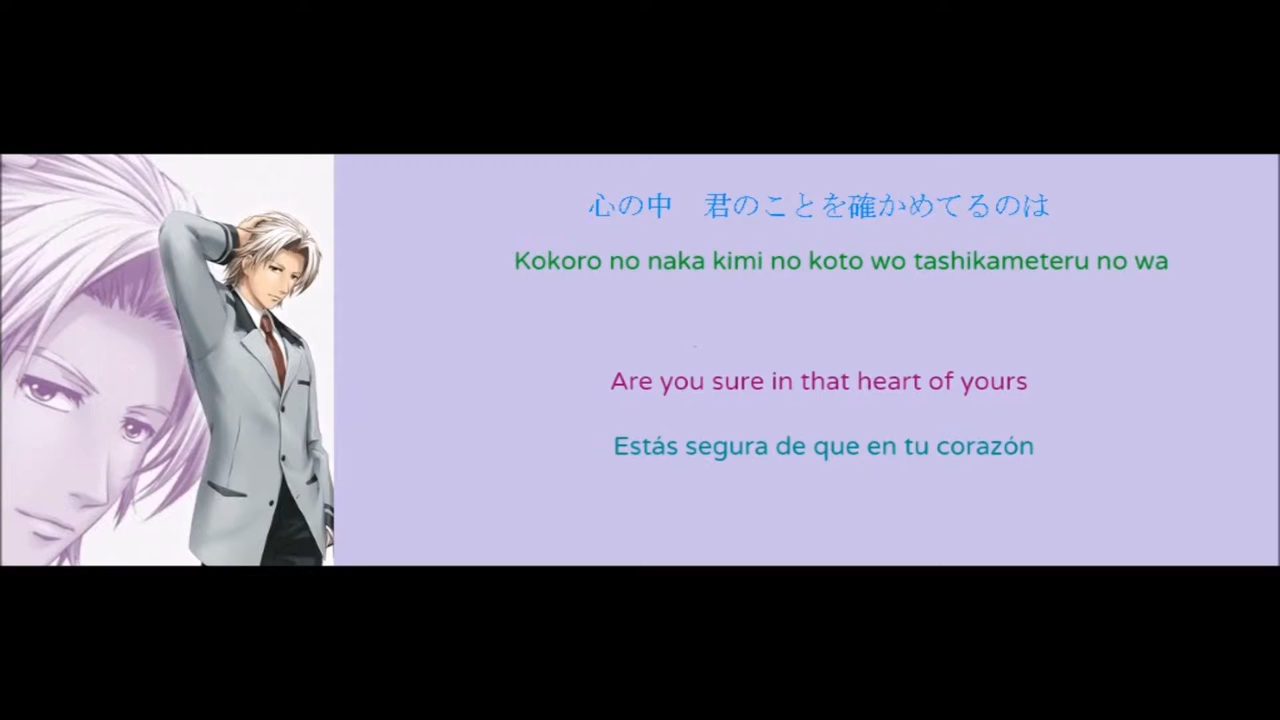 心の中　君のことを確かめてるのは
Kokoro no naka kimi no koto wo tashikameteru no wa
Are you sure in that heart of yours
Estás segura de que en tu corazón